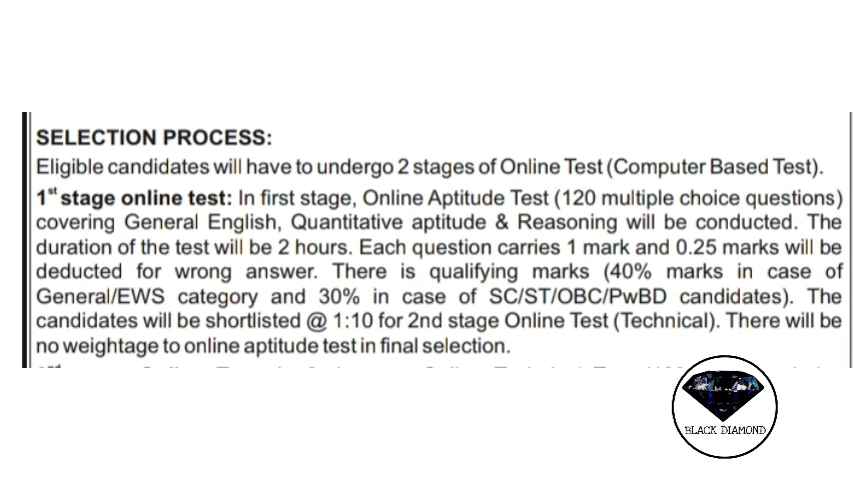 SELECTION PROCESS:
Eligible candidates will have to undergo 2 stages of Online Test (Computer Based Test).
1st stage online test: In first stage, Online Aptitude Test (120 multiple choice questions)
covering General English, Quantitative aptitude & Reasoning will be conducted. The
duration of the test will be 2 hours. Each question carries 1 mark and 0.25 marks will be
deducted for wrong answer. There is qualifying marks (40% marks in case of
General/EWS category and 30% in case of SC/ST/OBC/PwBD candidates). The
candidates will be shortlisted @ 1:10 for 2nd stage Online Test (Technical). There will be
no weightage to online aptitude test in final selection.
BLACK DIAMOND